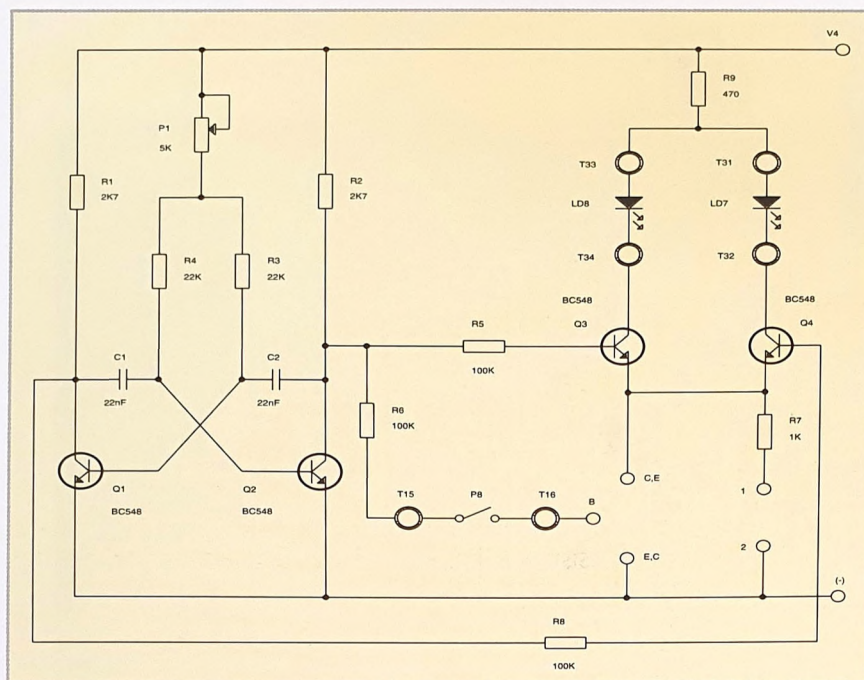 V4
R9
470
P1
5K
T33
T31
R1
2K7
R2
2K7
LD8
LD7
R4
22K
R3
22K
T34
T32
BC548
BC548
Q3
Q4
R5
100K
C1
22nF
C2
22nF
R6
100K
R7
1K
Q1
BC548
Q2
BC548
C,E
T15
P8
T16
B
1
2
E,C
(-)
R8
100K